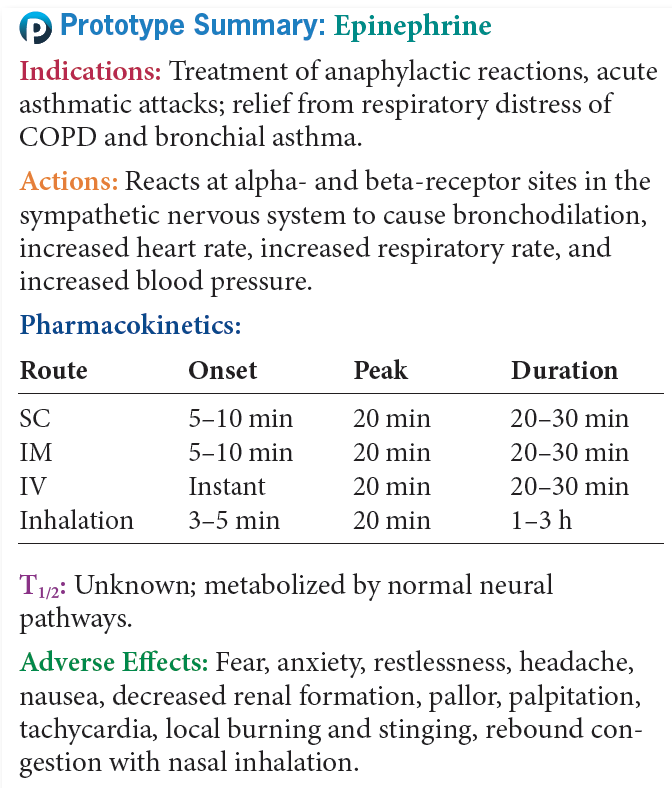 Prototype Summary: Epinephrine
Indications: Treatment of anaphylactic reactions, acute
asthmatic attacks; relief from respiratory distress of
COPD and bronchial asthma.
Actions: Reacts at alpha- and beta-receptor sites in the
sympathetic nervous system to cause bronchodilation,
increased heart rate, increased respiratory rate, and
increased blood pressure.
Pharmacokinetics:
Route Onset Peak Duration
SC 5–10 min 20 min 20–30 min
IM 5–10 min 20 min 20–30 min
IV Instant 20 min 20–30 min
Inhalation 3–5 min 20 min 1–3 h
T1/2: Unknown; metabolized by normal neural
pathways.
Adverse Effects: Fear, anxiety, restlessness, headache,
nausea, decreased renal formation, pallor, palpitation,
tachycardia, local burning and stinging, rebound con-
gestion with nasal inhalation.